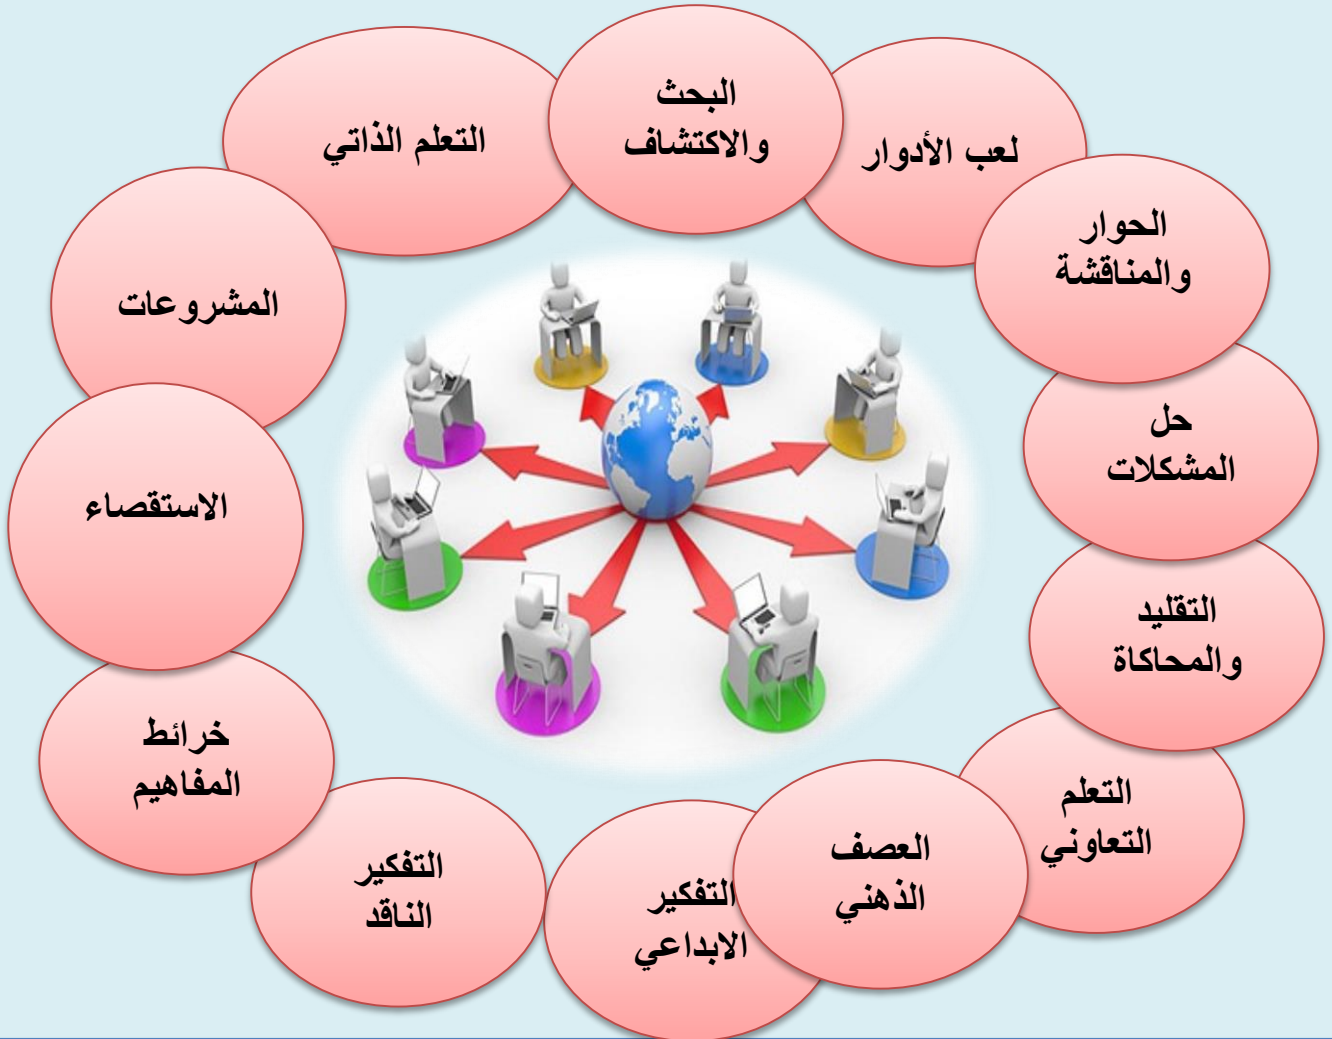 البحث
والاكتشاف
لعب الأدوار
الحوار
والمناقشة
حل
المشكلات
التقليد
والمحاكاة
التعلم
التعاوني
العصف
الذهني
التفكير
الابداعي
التفكير
الناقد
خرائط
المفاهيم
الاستقصاء
المشروعات
التعلم الذاتي